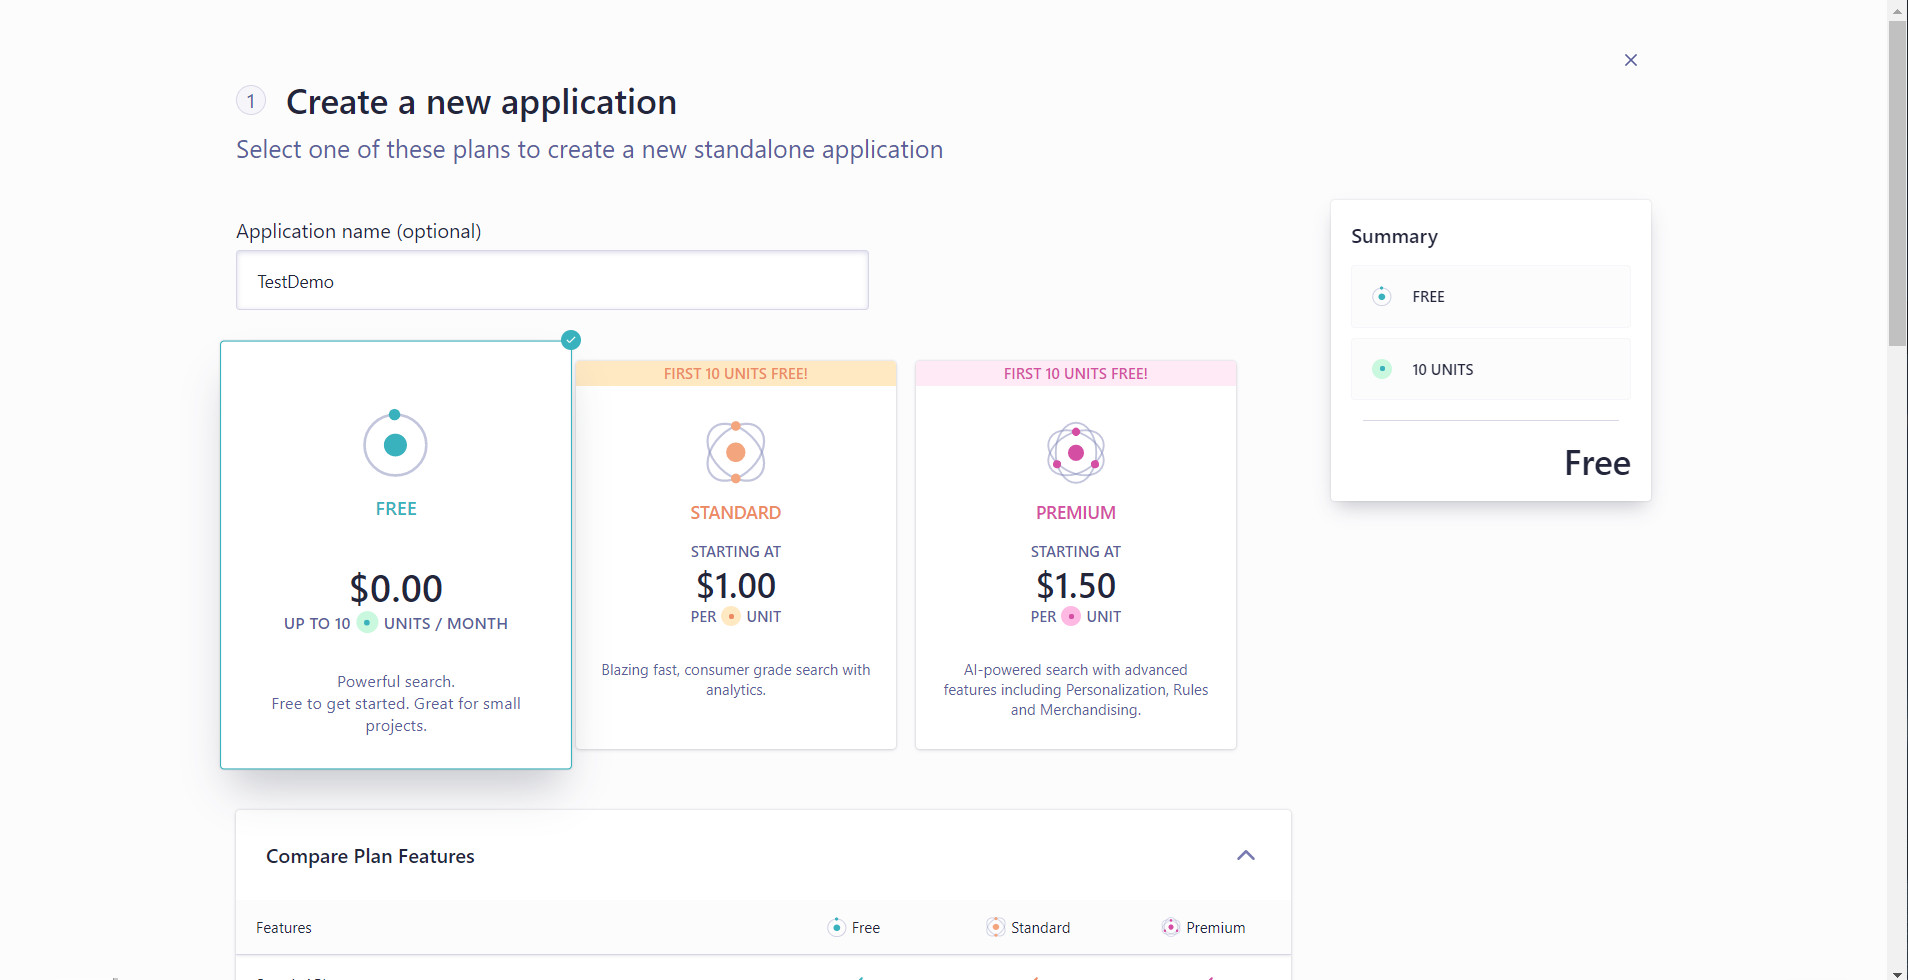 1 Create a new application
Select one of these plans to create a new standalone application
Application name (optional)
TestDemo
FREE
$0.00
UP TO 10 UNITS / MONTH
Powerful search.
Free to get started. Great for small
projects.
FIRST 10 UNITS FREE!
STANDARD
STARTING AT
$1.00
PER UNIT
Blazing fast, consumer grade search with
analytics.
FIRST 10 UNITS FREE!
PREMIUM
STARTING AT
$1.50
PER UNIT
AI-powered search with advanced
features including Personalization, Rules
and Merchandising.
Summary
FREE
10 UNITS
Free
Compare Plan Features
Features Free Standard Premium